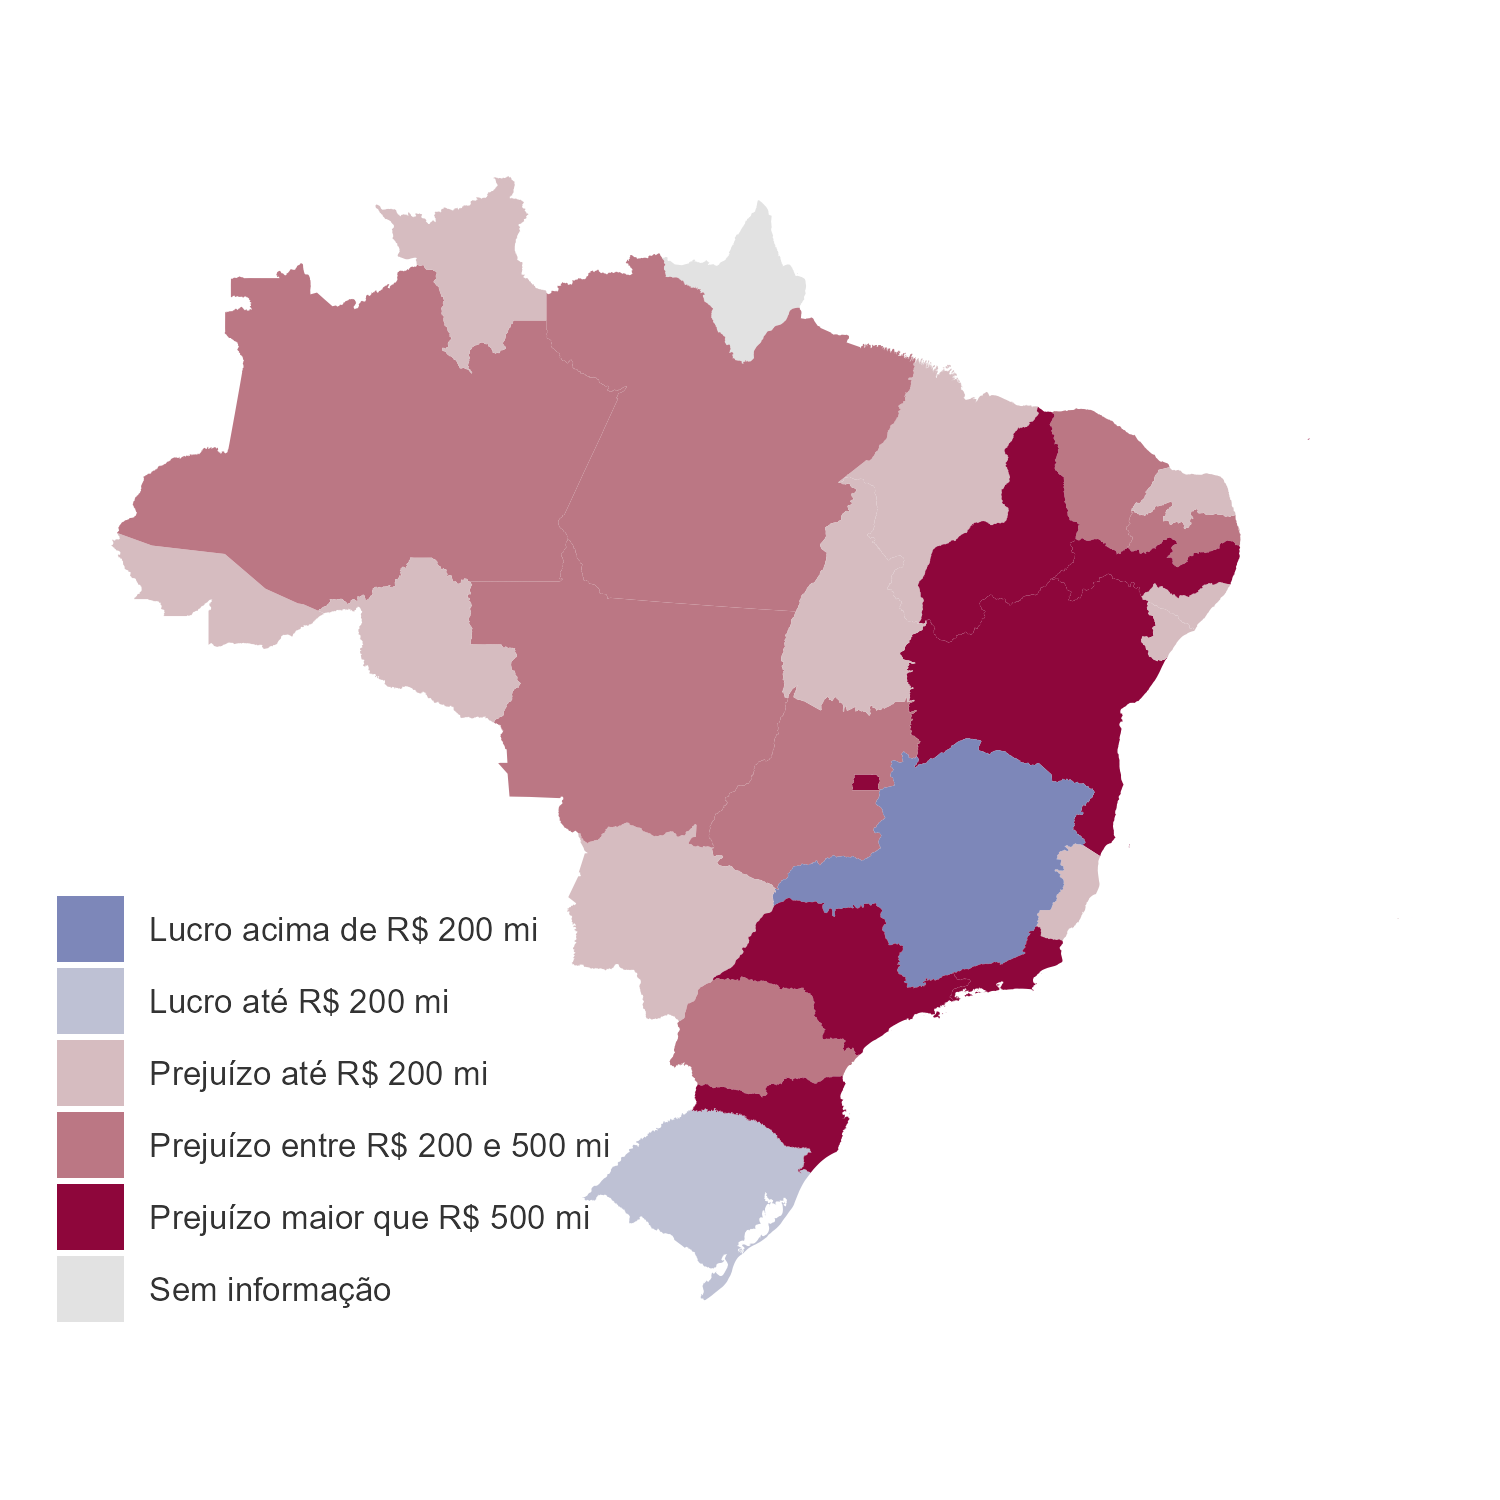 Lucro acima de R$ 200 mi
Lucro até R$ 200 mi
Prejuízo até R$ 200 mi
Prejuízo entre R$ 200 e 500 mi
Prejuízo maior que R$ 500 mi
Sem informação